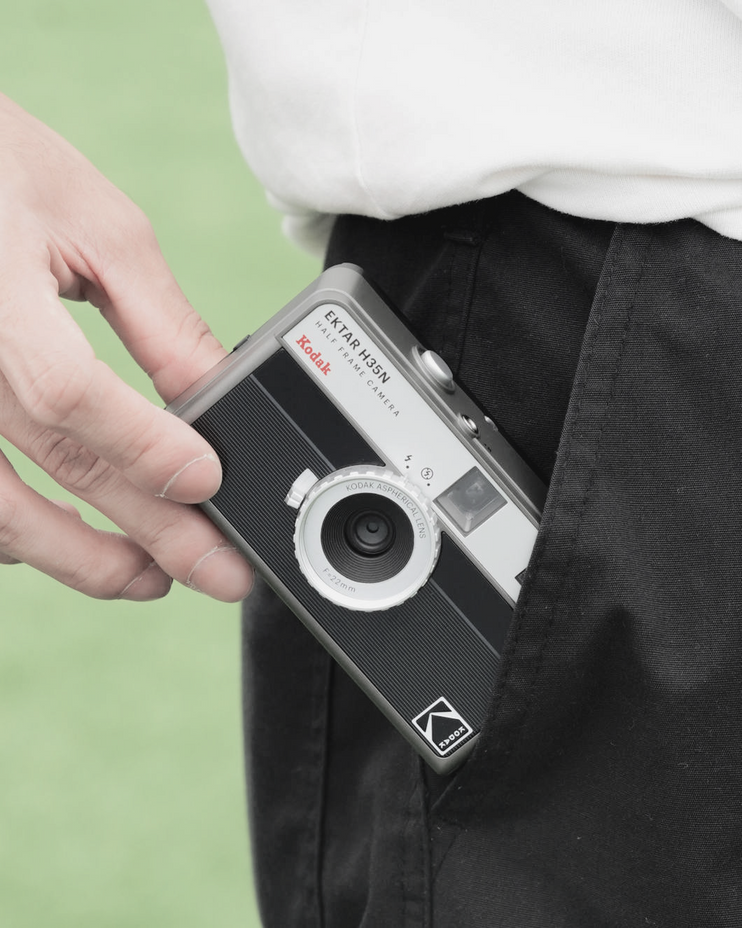 EKTAR H35N
HALF FRAME CAMERA
Kodak
KODAK ASPHERICAL LENS
F=22mm
KODAK